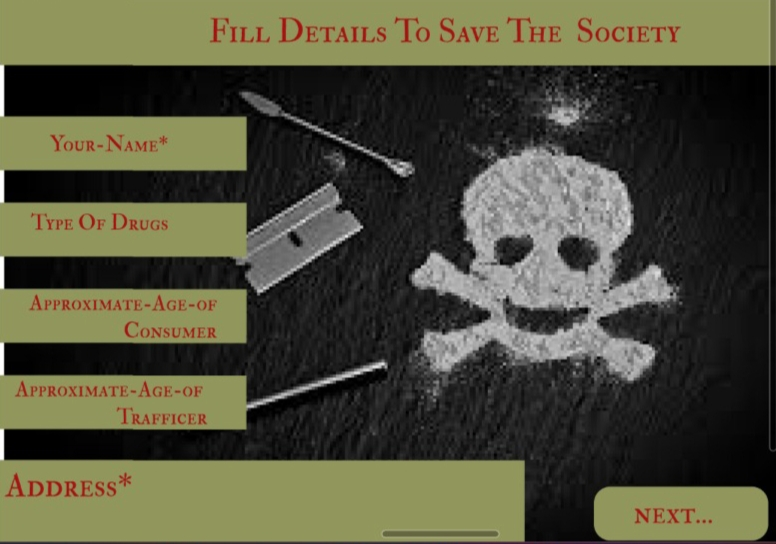 Fill Details To Save The Society
Your-Name*
Type Of Drugs
Approximate-Age-of
Consumer
Approximate-Age-of
Trafficer
Address*
NEXT...